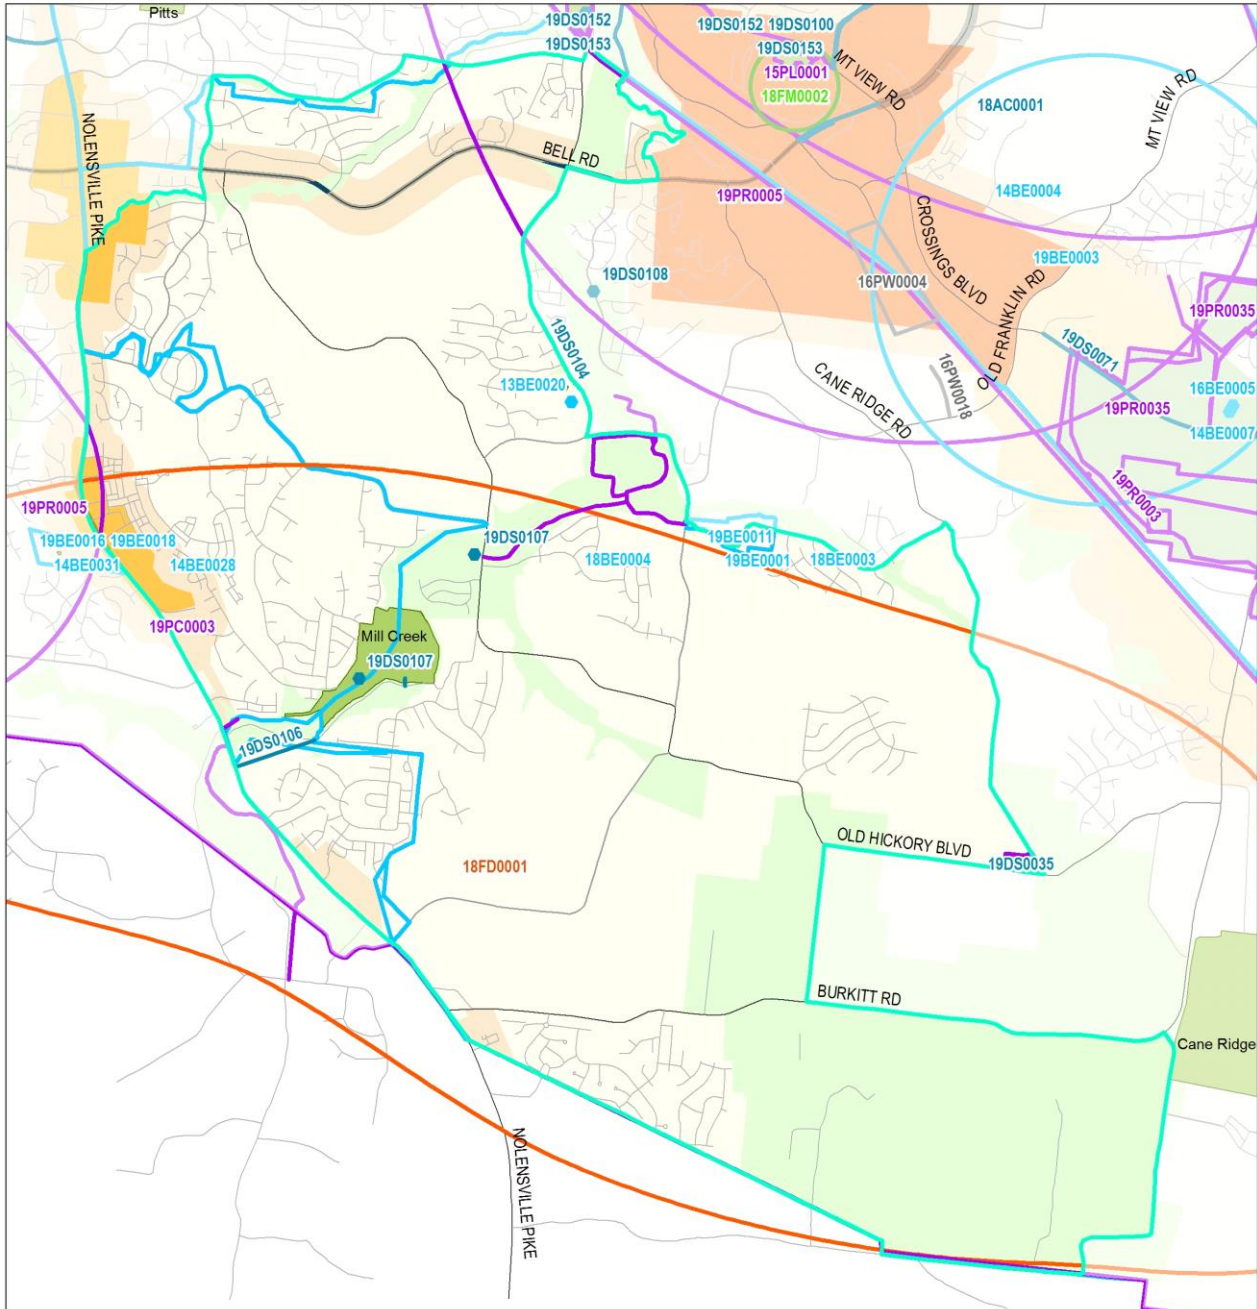 Pitts
19DS0152
19DS0153
19DS0152 19DS0100
19DS0153
15PL0001
18FM0002
MT VIEW RD
18AC0001
MT VIEW RD
NOLENSVILLE PIKE
BELL RD
19PR0005
14BE0004
CROSSINGS BLVD
19BE0003
19DS0108
16PW0004
OLD FRANKLIN RD
19PR0035
19DS0104
19DS0071
13BE0020
CANE RIDGE RD
16PW0018
16BE0005
19PR0035
14BE0007
19PR0003
19PR0005
19BE0016 19BE0018
14BE0031
14BE0028
19DS0107
18BE0004
19BE0011
19BE0001
18BE0003
19PC0003
Mill Creek
19DS0107
19DS0106
18FD0001
OLD HICKORY BLVD
19DS0035
BURKITT RD
Cane Ridge
NOLENSVILLE PIKE